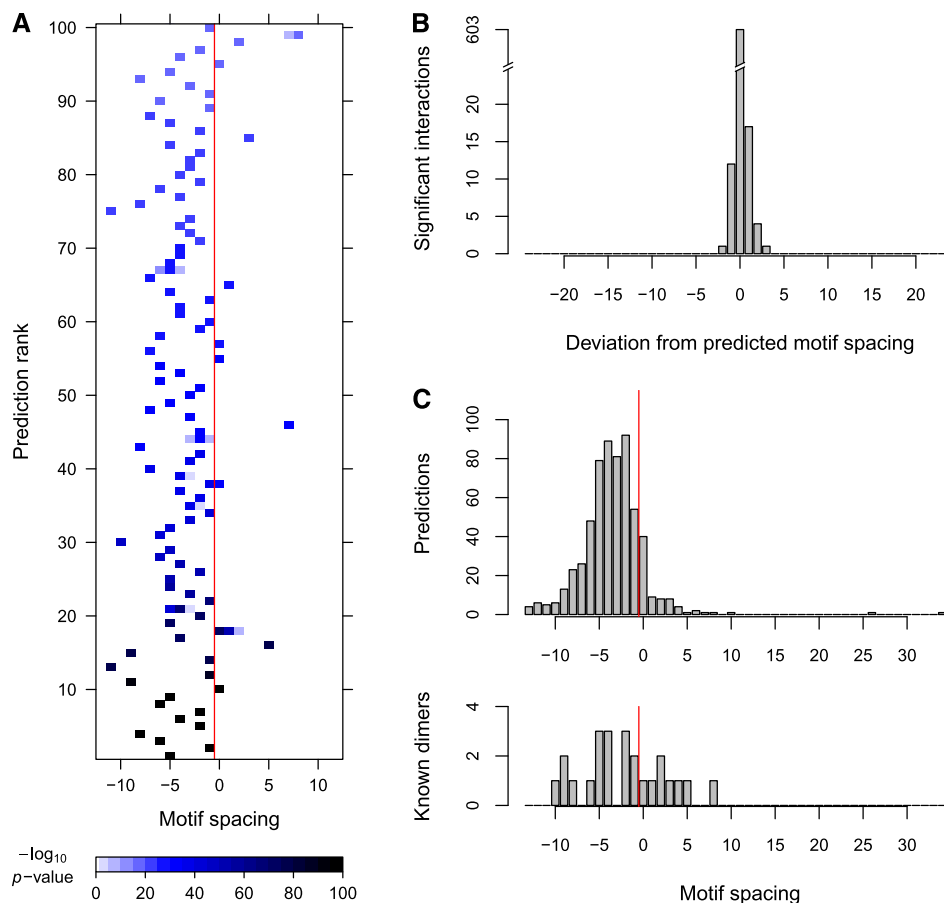 A
100
90
80
70
60
50
40
30
20
10
Prediction rank
−10 −5 0 5 10
Motif spacing
−log10
p−value
0 20 40 60 80 100
B
603
20
15
10
5
0
Significant interactions
−20 −10 −5 0 5 10 20
Deviation from predicted motif spacing
C
100
80
60
40
20
0
Predictions
−10 −5 0 5 10 15 20 25 30
4
2
0
Known dimers
−10 −5 0 5 10 15 20 25 30
Motif spacing